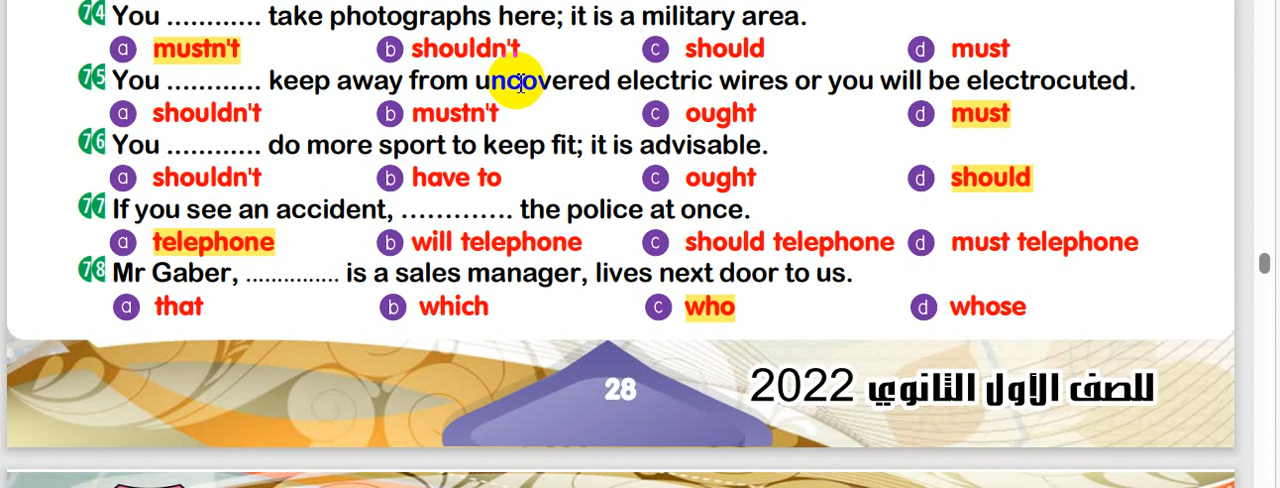 74 You ............ take photographs here; it is a military area.
a mustn't b shouldn't c should d must
75 You ............ keep away from uncovered electric wires or you will be electrocuted.
a shouldn't b mustn't c ought d must
76 You ............ do more sport to keep fit; it is advisable.
a shouldn't b have to c ought d should
77 If you see an accident, ............. the police at once.
a telephone b will telephone c should telephone d must telephone
78 Mr Gaber, ............... is a sales manager, lives next door to us.
a that b which c who d whose
28
للصف الأول الثانوي 2022